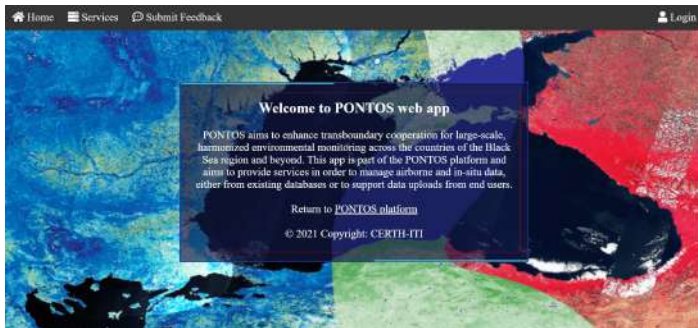 Home Services Submit Feedback Login
Welcome to PONTOS web app
PONTOS aims to enhance transboundary cooperation for large-scale,
harmonized environmental monitoring across the countries of the Black
Sea region and beyond. This app is part of the PONTOS platform and
aims to provide services in order to manage airborne and in-situ data,
either from existing databases or to support data uploads from end users.
Return to PONTOS platform
© 2021 Copyright: CERTH-ITI